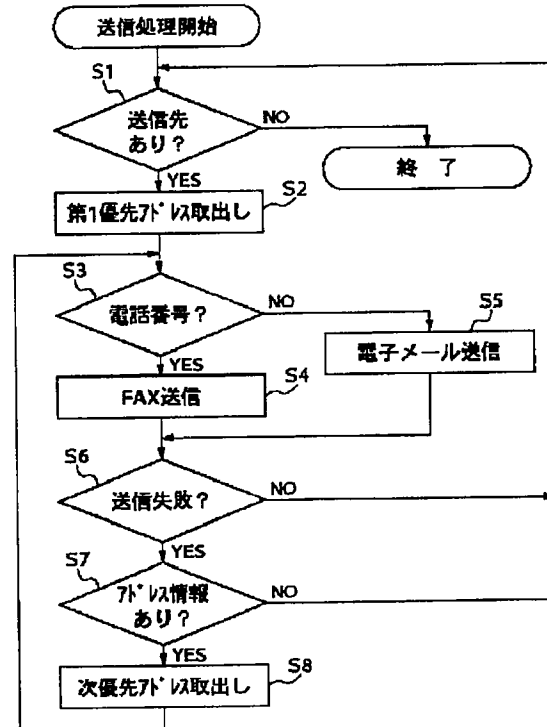 送信処理開始
S1
送信先
あり?
NO
終 了
YES
S2
第1優先アドレス取出し
S3
電話番号?
NO
S5
電子メール送信
YES
S4
FAX送信
S6
送信失敗?
NO
YES
S7
アドレス情報
あり?
NO
YES
S8
次優先アドレス取出し